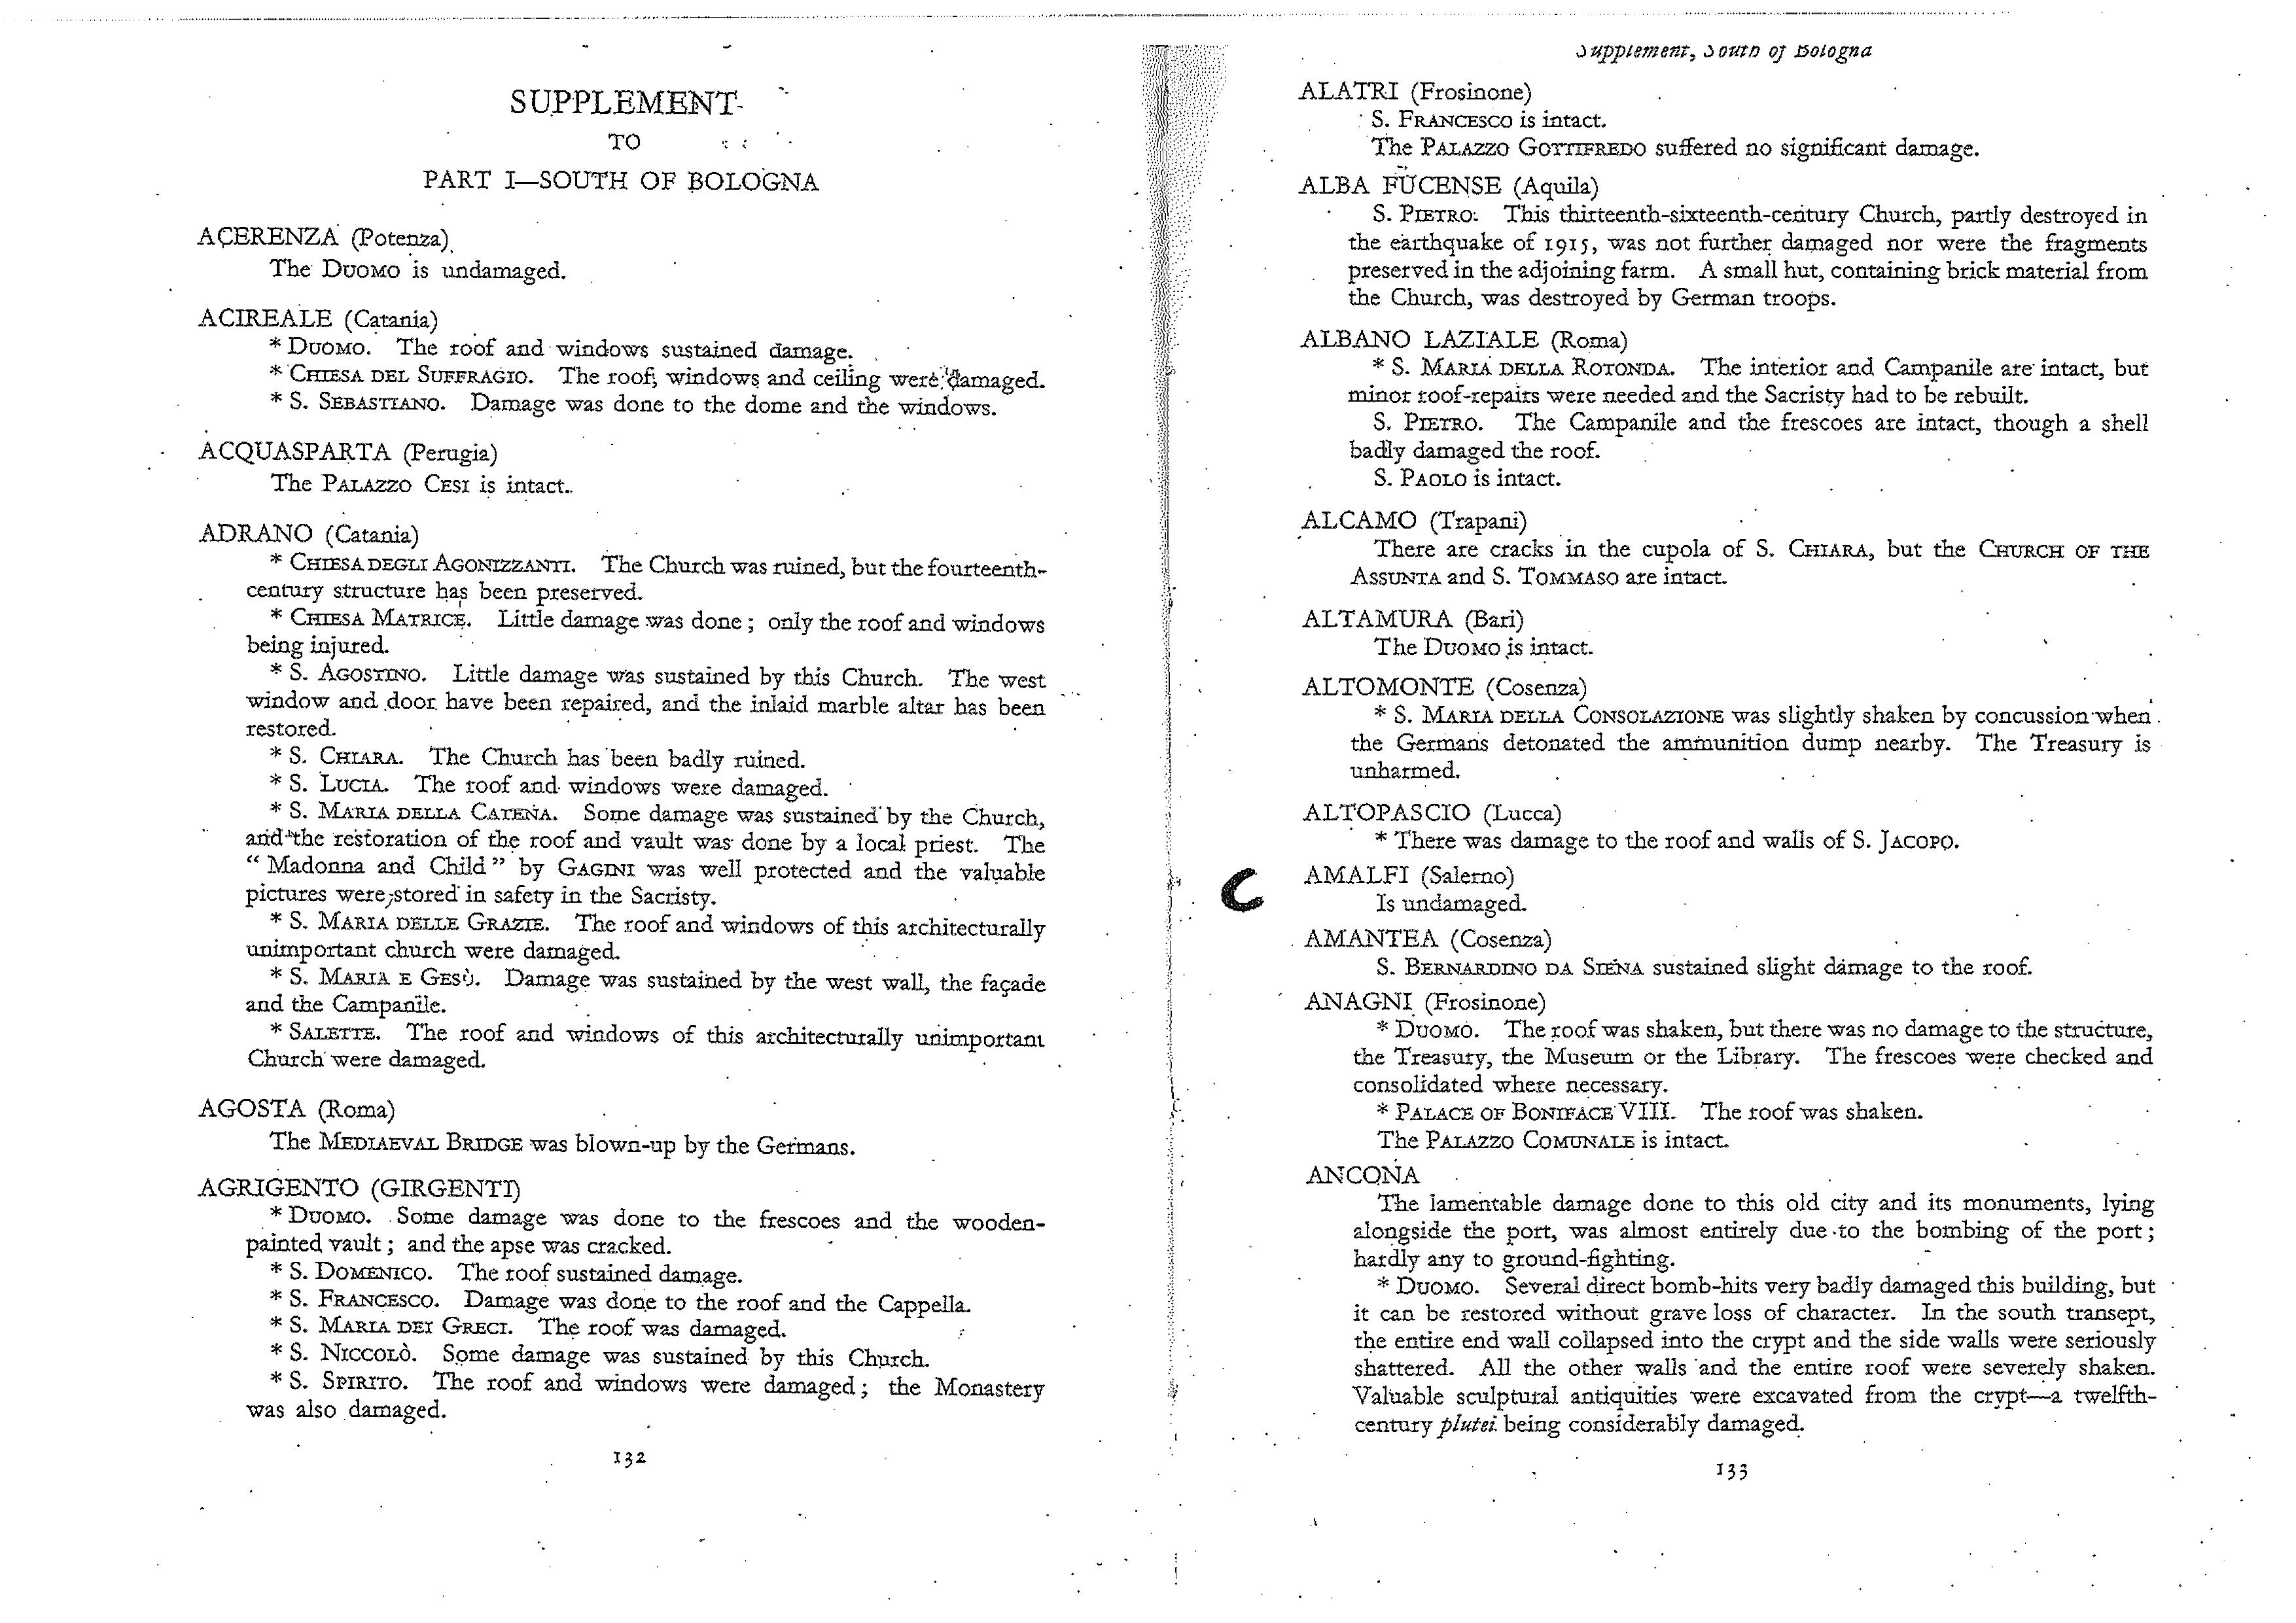 SUPPLEMENT
TO
PART I—SOUTH OF BOLOGNA
ACERENZA (Potenza)
The DUOMO is undamaged.
ACIREALE (Catania)
* DUOMO. The roof and windows sustained damage.
* CHIESA DEL SUFFRAGIO. The roof, windows and ceiling were damaged.
* S. SEBASTIANO. Damage was done to the dome and the windows.
ACQUASPARTA (Perugia)
The PALAZZO CESI is intact.
ADRANO (Catania)
* CHIESA DEGLI AGONIZZANTI. The Church was ruined, but the fourteenth-
century structure has been preserved.
* CHIESA MATRICE. Little damage was done ; only the roof and windows
being injured.
* S. AGOSTINO. Little damage was sustained by this Church. The west
window and door have been repaired, and the inlaid marble altar has been
restored.
* S. CHIARA. The Church has been badly ruined.
* S. LUCIA. The roof and windows were damaged.
* S. MARIA DELLA CATENA. Some damage was sustained by the Church,
and the restoration of the roof and vault was done by a local priest. The
“ Madonna and Child ” by GAGINI was well protected and the valuable
pictures were stored in safety in the Sacristy.
* S. MARIA DELLE GRAZIE. The roof and windows of this architecturally
unimportant church were damaged.
* S. MARIA E GESÙ. Damage was sustained by the west wall, the façade
and the Campanile.
* SALETTE. The roof and windows of this architecturally unimportant
Church were damaged.
AGOSTA (Roma)
The MEDIAEVAL BRIDGE was blown-up by the Germans.
AGRIGENTO (GIRGENTI)
* DUOMO. Some damage was done to the frescoes and the wooden-
painted vault ; and the apse was cracked.
* S. DOMENICO. The roof sustained damage.
* S. FRANCESCO. Damage was done to the roof and the Cappella.
* S. MARIA DEI GRECI. The roof was damaged.
* S. NICCOLÒ. Some damage was sustained by this Church.
* S. SPIRITO. The roof and windows were damaged ; the Monastery
was also damaged.
132
Supplement, South of Bologna
ALATRI (Frosinone)
S. FRANCESCO is intact.
The PALAZZO GOTTIFREDO suffered no significant damage.
ALBA FUCENSE (Aquila)
S. PIETRO. This thirteenth-sixteenth-century Church, partly destroyed in
the earthquake of 1915, was not further damaged nor were the fragments
preserved in the adjoining farm. A small hut, containing brick material from
the Church, was destroyed by German troops.
ALBANO LAZIALE (Roma)
* S. MARIA DELLA ROTONDA. The interior and Campanile are intact, but
minor roof-repairs were needed and the Sacristy had to be rebuilt.
S. PIETRO. The Campanile and the frescoes are intact, though a shell
badly damaged the roof.
S. PAOLO is intact.
ALCAMO (Trapani)
There are cracks in the cupola of S. CHIARA, but the CHURCH OF THE
ASSUNTA and S. TOMMASO are intact.
ALTAMURA (Bari)
The DUOMO is intact.
ALTOMONTE (Cosenza)
* S. MARIA DELLA CONSOLAZIONE was slightly shaken by concussion when
the Germans detonated the ammunition dump nearby. The Treasury is
unharmed.
ALTOPASCIO (Lucca)
* There was damage to the roof and walls of S. JACOPO.
AMALFI (Salerno)
Is undamaged.
AMANTEA (Cosenza)
S. BERNARDINO DA SIENA sustained slight damage to the roof.
ANAGNI (Frosinone)
* DUOMO. The roof was shaken, but there was no damage to the structure,
the Treasury, the Museum or the Library. The frescoes were checked and
consolidated where necessary.
* PALACE OF BONIFACE VIII. The roof was shaken.
The PALAZZO COMUNALE is intact.
ANCONA
The lamentable damage done to this old city and its monuments, lying
alongside the port, was almost entirely due to the bombing of the port ;
hardly any to ground-fighting.
* DUOMO. Several direct bomb-hits very badly damaged this building, but
it can be restored without grave loss of character. In the south transept,
the entire end wall collapsed into the crypt and the side walls were seriously
shattered. All the other walls and the entire roof were severely shaken.
Valuable sculptural antiquities were excavated from the crypt—a twelfth-
century plutei being considerably damaged.
133